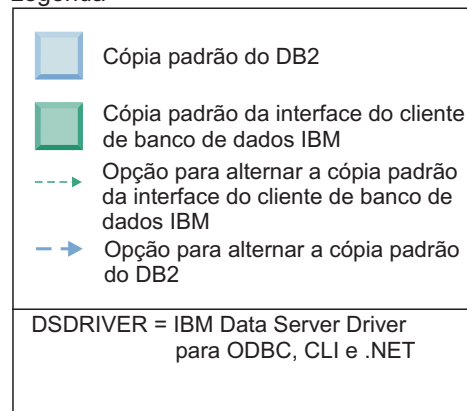 Legenda
Cópia padrão do DB2
Cópia padrão da interface do cliente
de banco de dados IBM
Opção para alternar a cópia padrão
da interface do cliente de banco de
dados IBM
Opção para alternar a cópia padrão
do DB2
DSDRIVER = IBM Data Server Driver
para ODBC, CLI e .NET